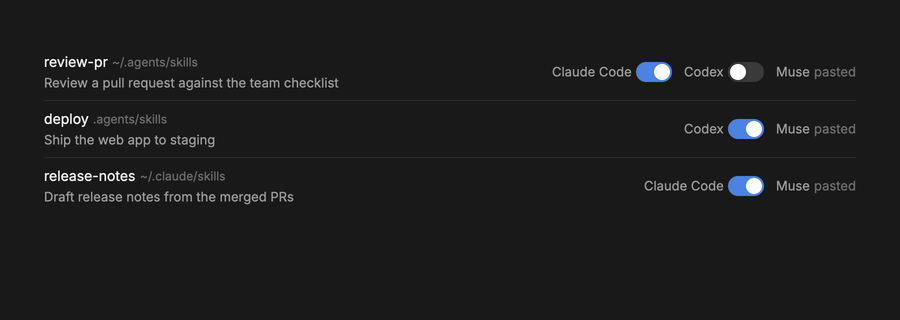 review-pr ~/.agents/skills
Claude Code Codex Muse pasted
Review a pull request against the team checklist
deploy .agents/skills
Codex Muse pasted
Ship the web app to staging
release-notes ~/.claude/skills
Claude Code Muse pasted
Draft release notes from the merged PRs